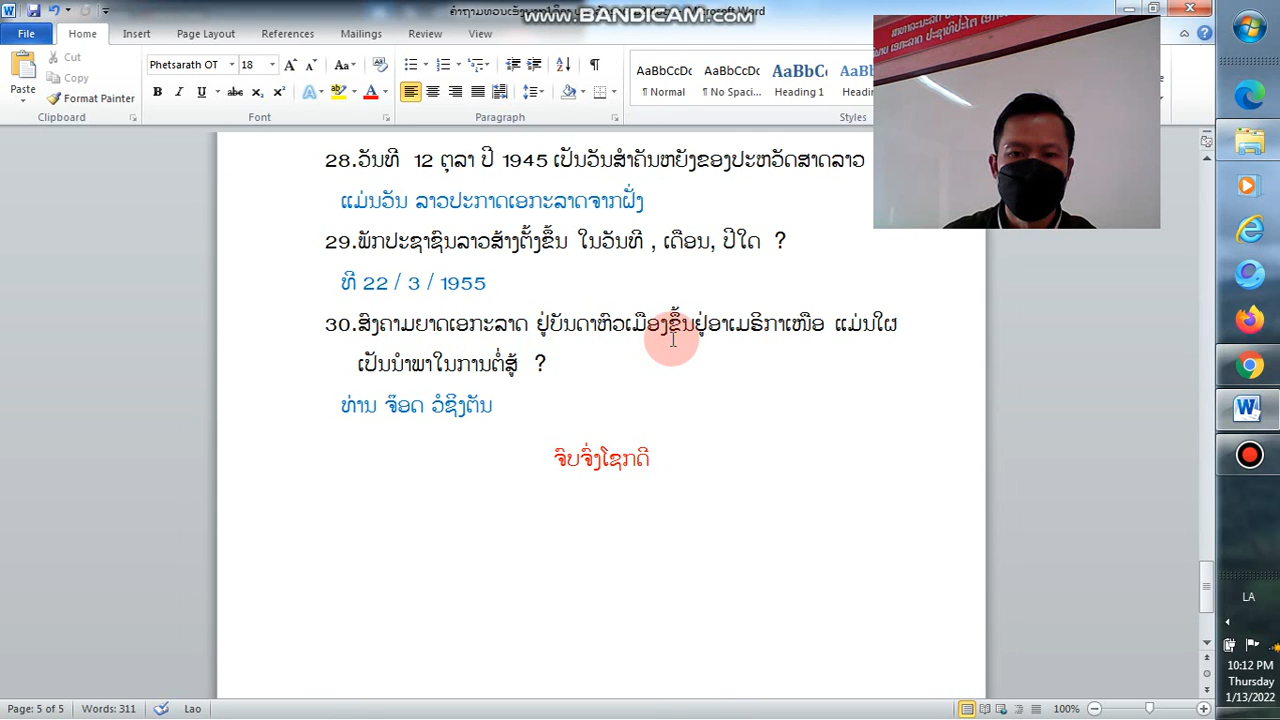 Microsoft Word
WWW.BANDICAM.COM
File Home Insert Page Layout References Mailings Review View
Cut
Copy
Paste
Format Painter
Phetsarath OT 18
AaBbCcDc AaBbCcDc AaBbC AaBbC
¶ Normal ¶ No Spaci... Heading 1 Headin
Clipboard Font Paragraph Styles
28.ວັນທີ 12 ຕຸລາ ປີ 1945 ເປັນວັນສຳຄັນຫຍັງຂອງປະຫວັດສາດລາວ
ແມ່ນວັນ ລາວປະກາດເອກະລາດຈາກຝັ່ງ
29.ພັກປະຊາຊົນລາວສ້າງຕັ້ງຂຶ້ນ ໃນວັນທີ , ເດືອນ, ປີໃດ ?
ທີ 22 / 3 / 1955
30.ສົງຄາມຍາດເອກະລາດ ຢູ່ບັນດາຫົວເມືອງຂຶ້ນຢູ່ອາເມຣິກາເໜືອ ແມ່ນໃຜ
ເປັນນຳພາໃນການຕໍ່ສູ້ ?
ທ່ານ ຈ໊ອດ ວໍຊິງຕັນ
ຈົບຈົ່ງໂຊກດີ
LA
10:12 PM
Thursday
1/13/2022
Page: 5 of 5 Words: 311 Lao 100%